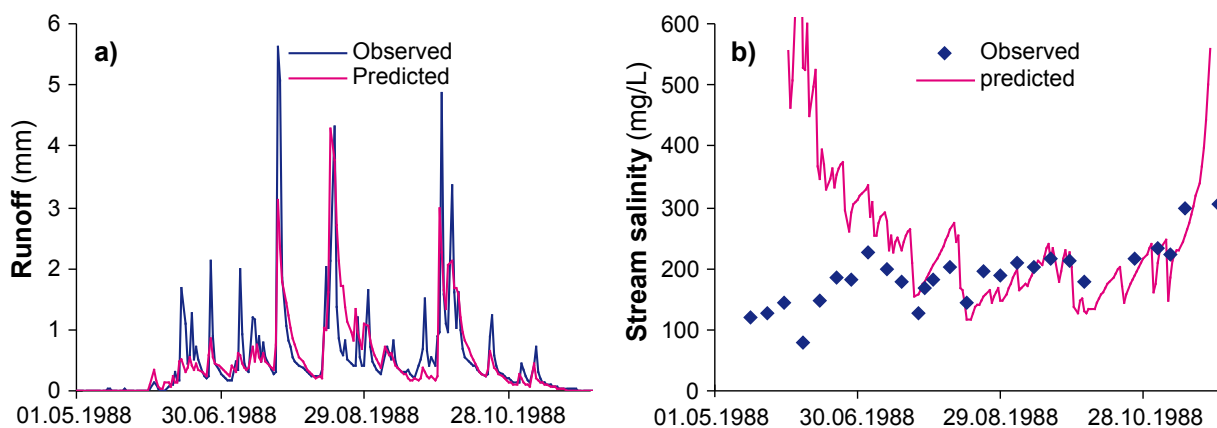 a)
Observed
Predicted
Runoff (mm)
6
5
4
3
2
1
0
01.05.1988
30.06.1988
29.08.1988
28.10.1988
b)
Observed
predicted
Stream salinity (mg/L)
600
500
400
300
200
100
0
01.05.1988
30.06.1988
29.08.1988
28.10.1988